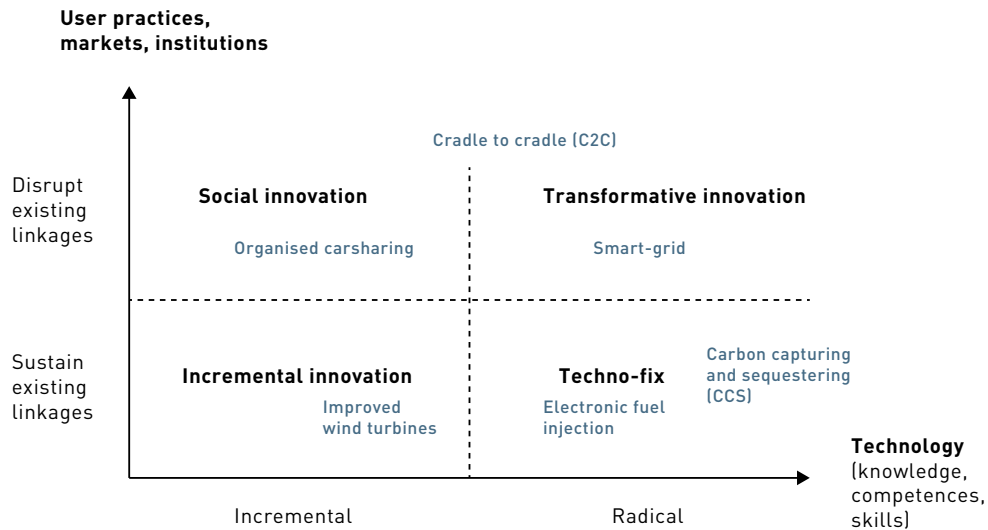 User practices,
markets, institutions
Cradle to cradle (C2C)
Disrupt
existing
linkages
Social innovation
Transformative innovation
Organised carsharing
Smart-grid
Sustain
existing
linkages
Incremental innovation
Improved
wind turbines
Techno-fix
Electronic fuel
injection
Carbon capturing
and sequestering
(CCS)
Technology
(knowledge,
competences,
skills)
Incremental
Radical